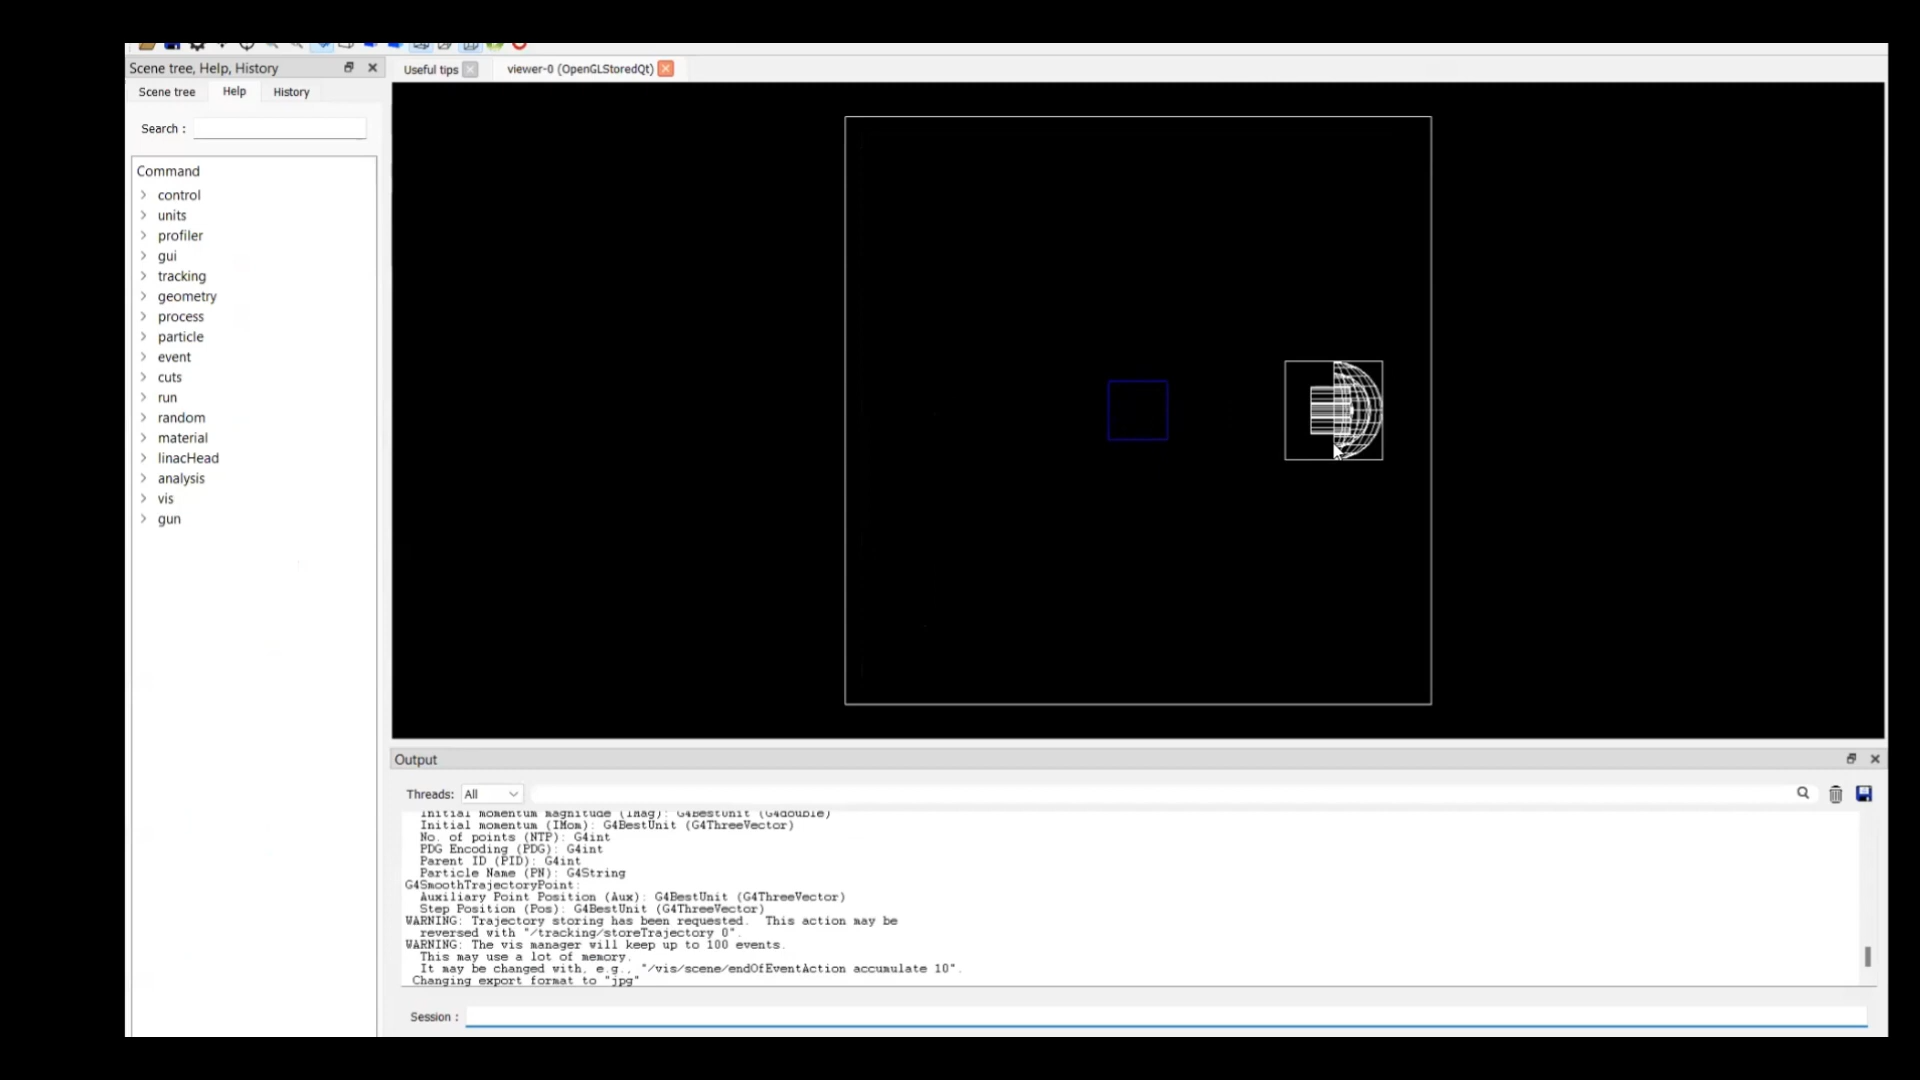 Scene tree, Help, History
Useful tips
viewer-0 (OpenGLStoredQt)
Scene tree
Help
History
Search :
Command
control
units
profiler
gui
tracking
geometry
process
particle
event
cuts
run
random
material
linacHead
analysis
vis
gun
Output
Threads: All
Initial momentum magnitude (IMag): G4BestUnit (G4double)
Initial momentum (IMom): G4BestUnit (G4ThreeVector)
No. of points (NTP): G4int
PDG Encoding (PDG): G4int
Parent ID (PID): G4int
Particle Name (PN): G4String
G4SmoothTrajectoryPoint:
Auxiliary Point Position (Aux): G4BestUnit (G4ThreeVector)
Step Position (Pos): G4BestUnit (G4ThreeVector)
WARNING: Trajectory storing has been requested.  This action may be
reversed with "/tracking/storeTrajectory 0".
WARNING: The vis manager will keep up to 100 events.
This may use a lot of memory.
It may be changed with, e.g., "/vis/scene/endOfEventAction accumulate 10".
Changing export format to "jpg"
Session :